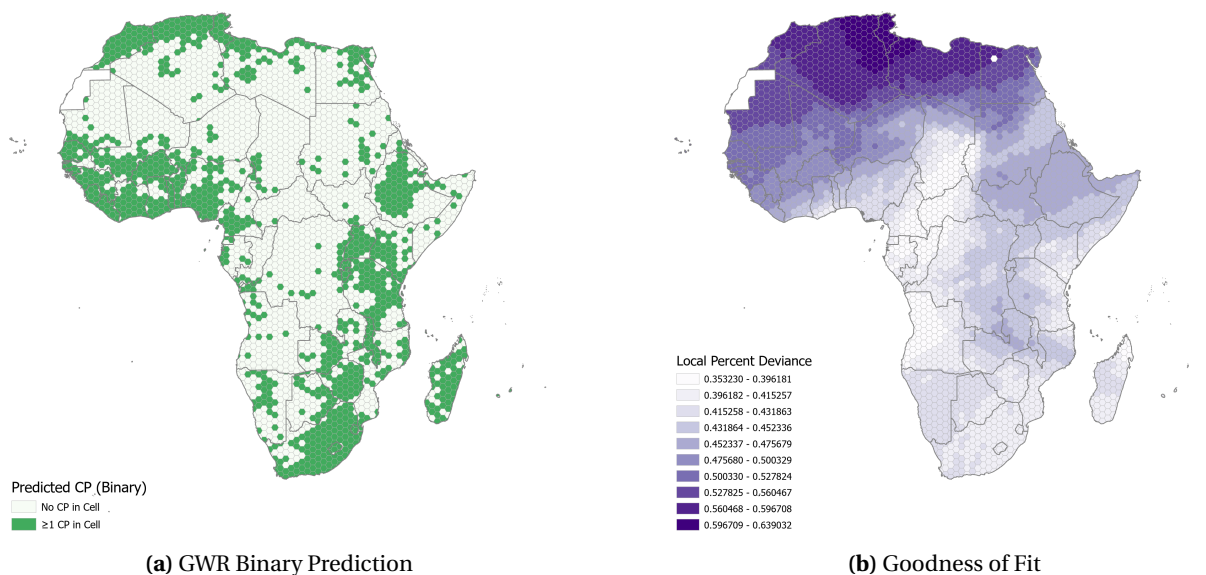 Predicted CP (Binary)
No CP in Cell
≥1 CP in Cell
(a) GWR Binary Prediction
Local Percent Deviance
0.353230 - 0.396181
0.396182 - 0.415257
0.415258 - 0.431863
0.431864 - 0.452336
0.452337 - 0.475679
0.475680 - 0.500329
0.500330 - 0.527824
0.527825 - 0.560467
0.560468 - 0.596708
0.596709 - 0.639032
(b) Goodness of Fit